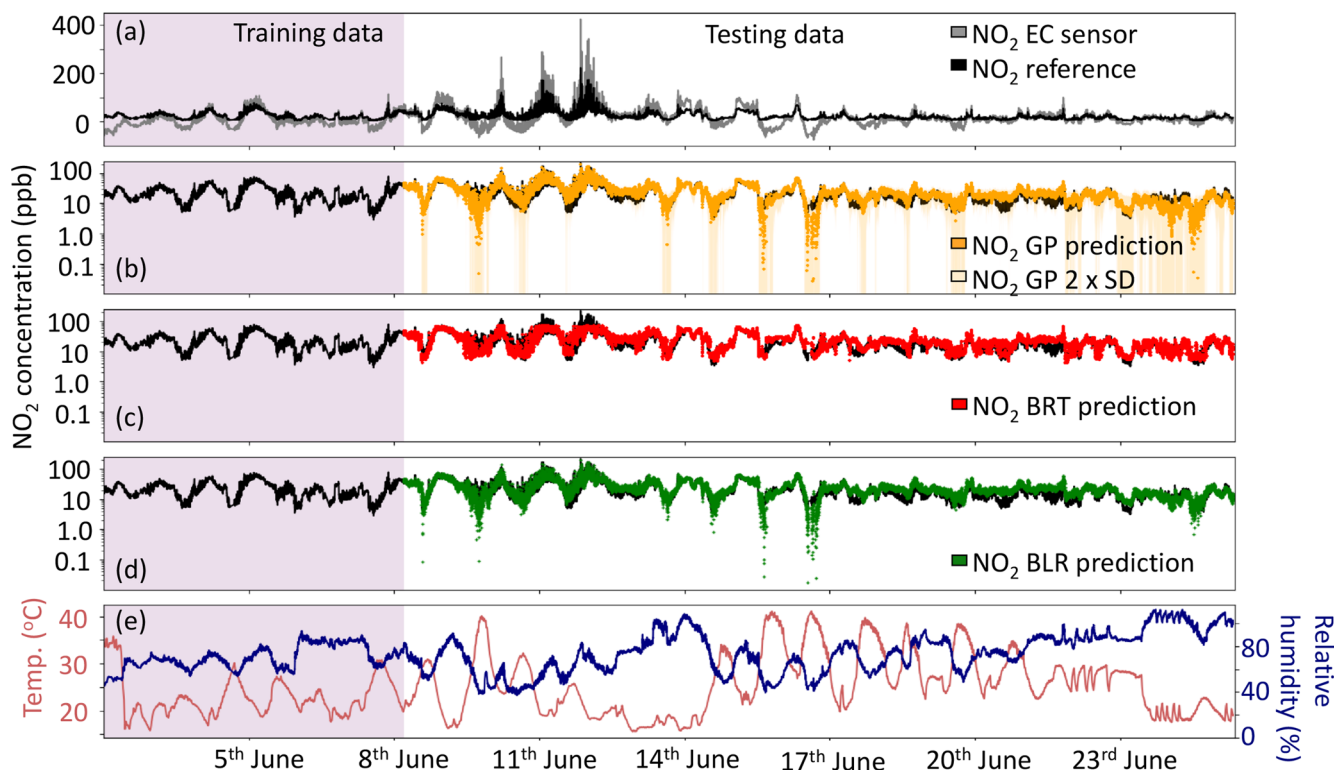 (a)
Training data
Testing data
NO₂ EC sensor
NO₂ reference
400
200
0
NO₂ concentration (ppb)
(b)
100
10
1.0
0.1
NO₂ GP prediction
NO₂ GP 2 x SD
(c)
100
10
1.0
0.1
NO₂ BRT prediction
(d)
100
10
1.0
0.1
NO₂ BLR prediction
(e)
Temp. (°C)
40
30
20
80
40
0
Relative
humidity (%)
5th June
8th June
11th June
14th June
17th June
20th June
23rd June